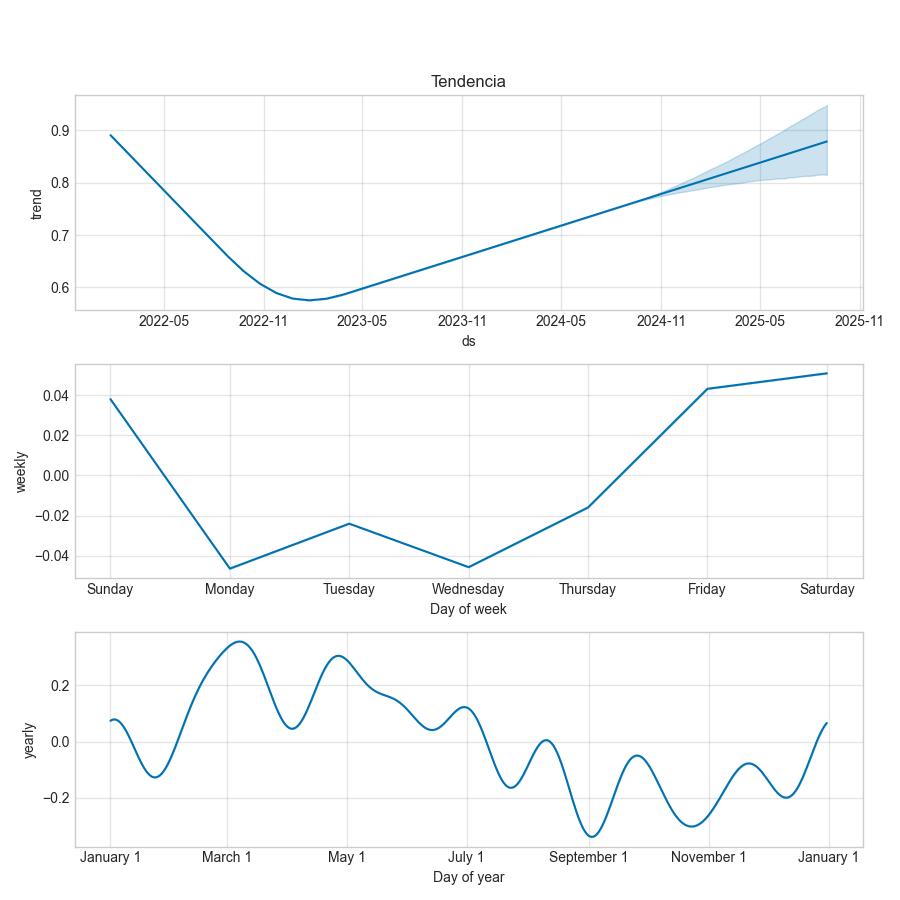 Tendencia
trend
0.9
0.8
0.7
0.6
2022-05 2022-11 2023-05 2023-11 2024-05 2024-11 2025-05 2025-11
ds
weekly
0.04
0.02
0.00
−0.02
−0.04
Sunday Monday Tuesday Wednesday Thursday Friday Saturday
Day of week
yearly
0.2
0.0
−0.2
January 1 March 1 May 1 July 1 September 1 November 1 January 1
Day of year